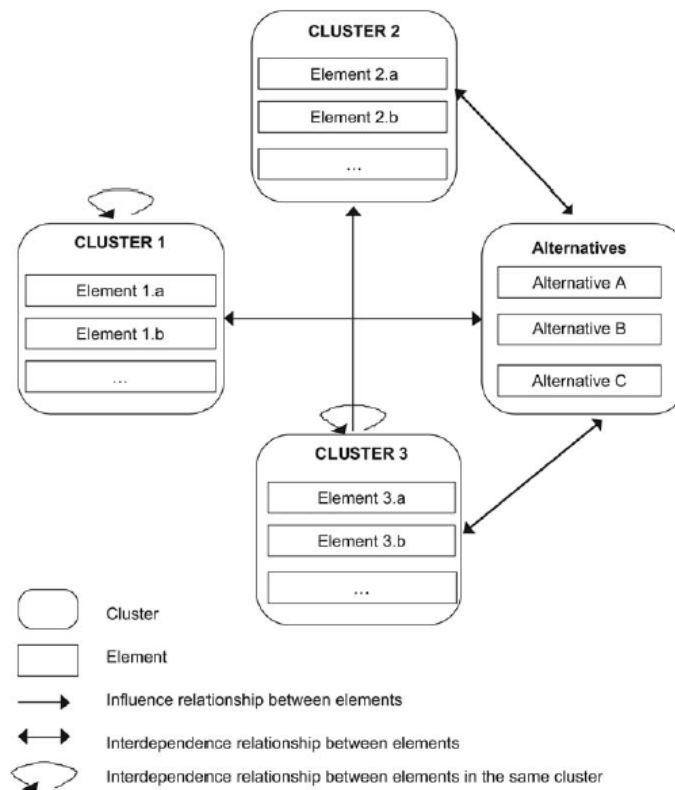 CLUSTER 2
Element 2.a
Element 2.b
...
CLUSTER 1
Element 1.a
Element 1.b
...
Alternatives
Alternative A
Alternative B
Alternative C
CLUSTER 3
Element 3.a
Element 3.b
...
Cluster
Element
Influence relationship between elements
Interdependence relationship between elements
Interdependence relationship between elements in the same cluster